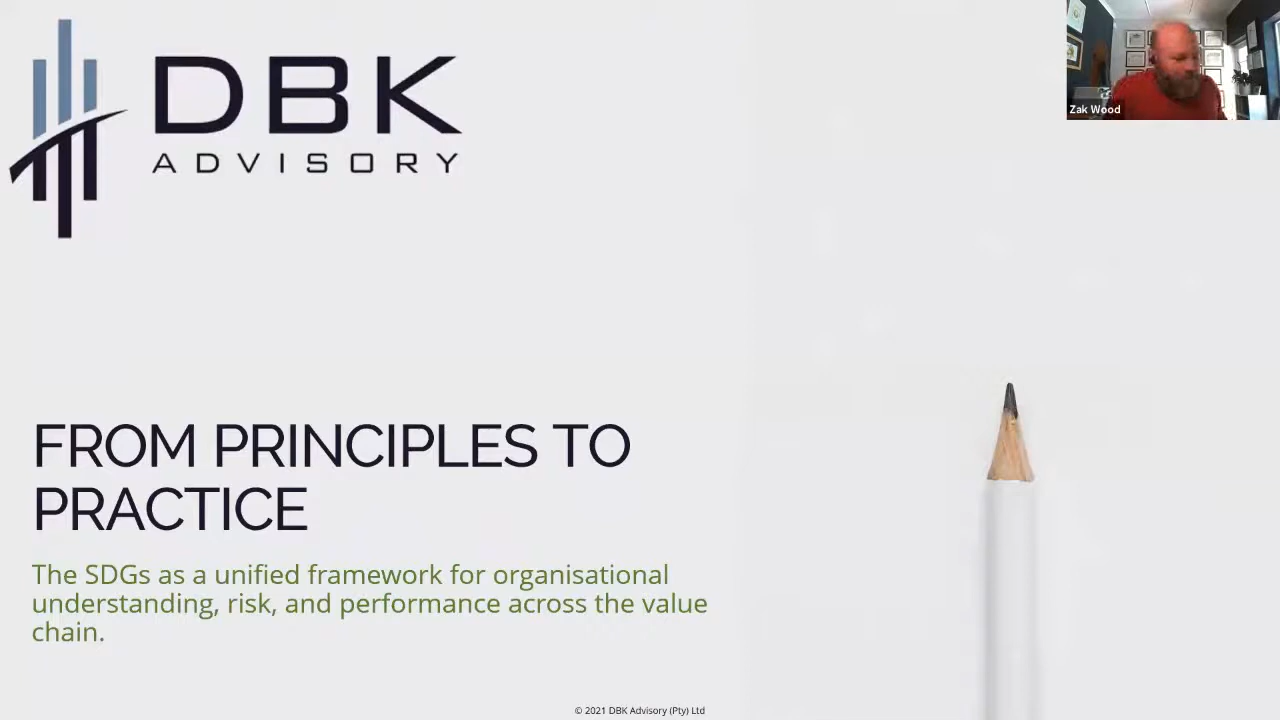 DBK
ADVISORY
Zak Wood
FROM PRINCIPLES TO
PRACTICE
The SDGs as a unified framework for organisational
understanding, risk, and performance across the value
chain.
© 2021 DBK Advisory (Pty) Ltd